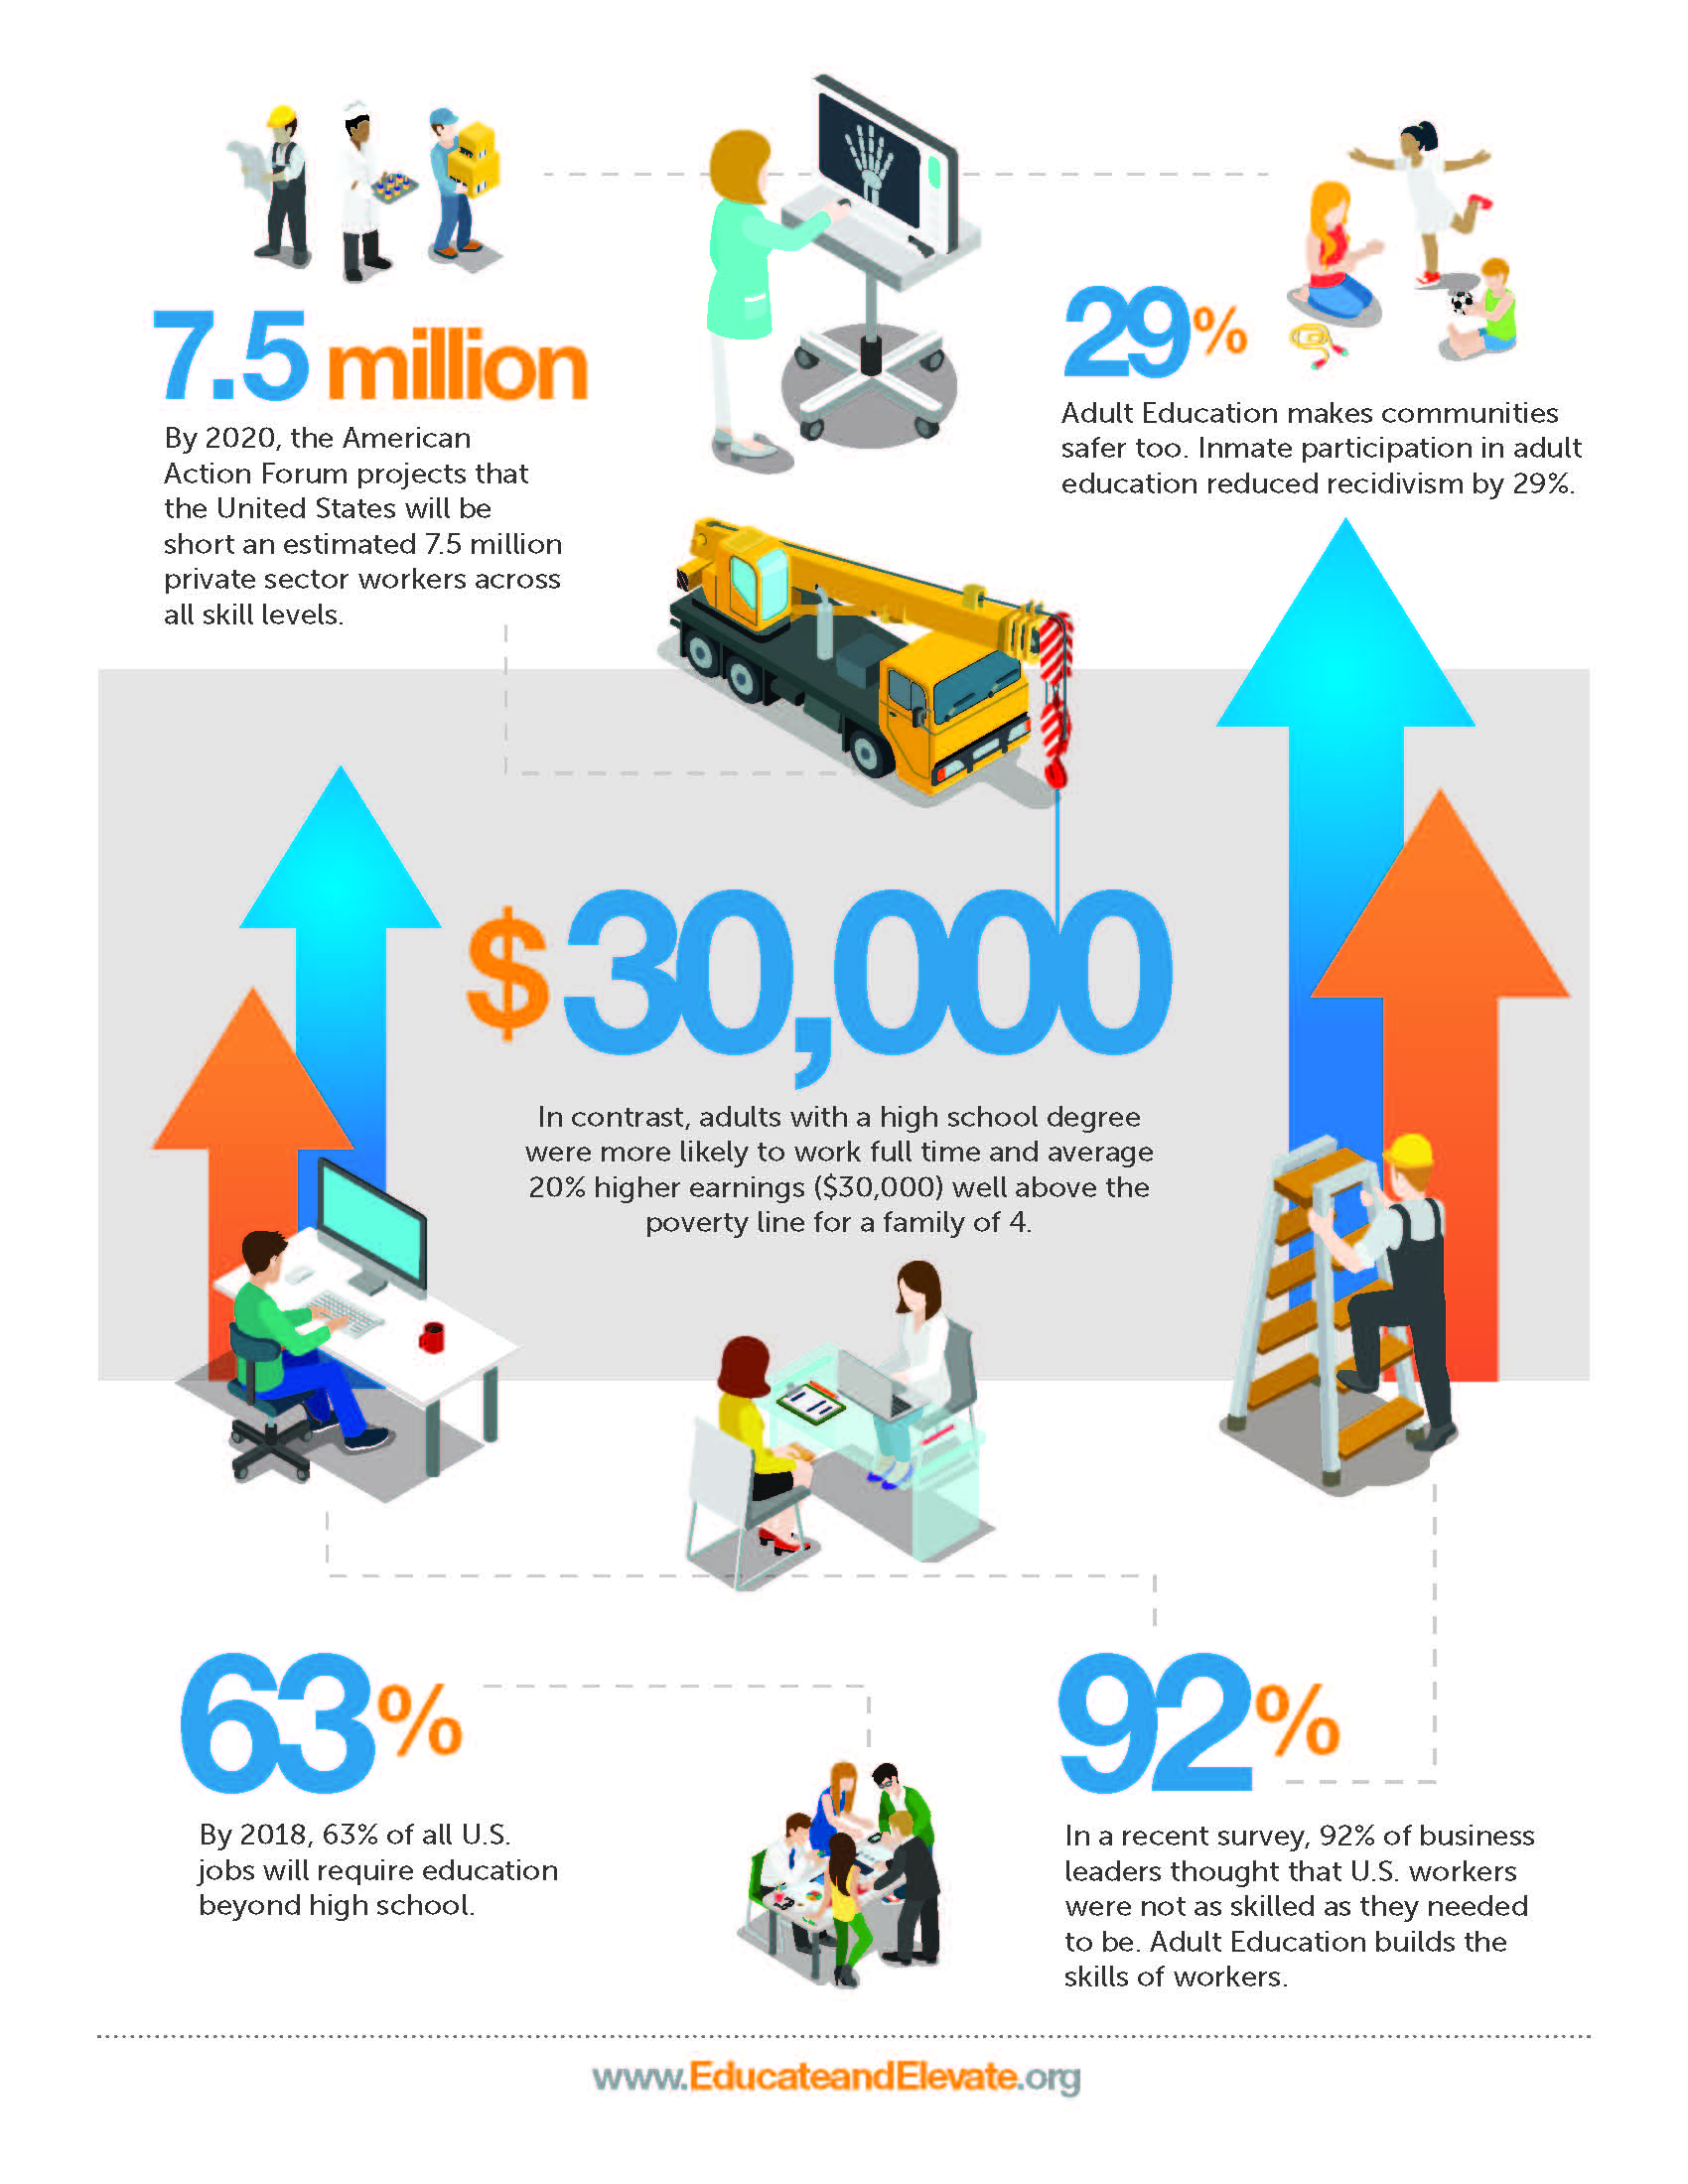 7.5 million
By 2020, the American
Action Forum projects that
the United States will be
short an estimated 7.5 million
private sector workers across
all skill levels.
29%
Adult Education makes communities
safer too. Inmate participation in adult
education reduced recidivism by 29%.
$30,000
In contrast, adults with a high school degree
were more likely to work full time and average
20% higher earnings ($30,000) well above the
poverty line for a family of 4.
63%
By 2018, 63% of all U.S.
jobs will require education
beyond high school.
92%
In a recent survey, 92% of business
leaders thought that U.S. workers
were not as skilled as they needed
to be. Adult Education builds the
skills of workers.
www.EducateandElevate.org